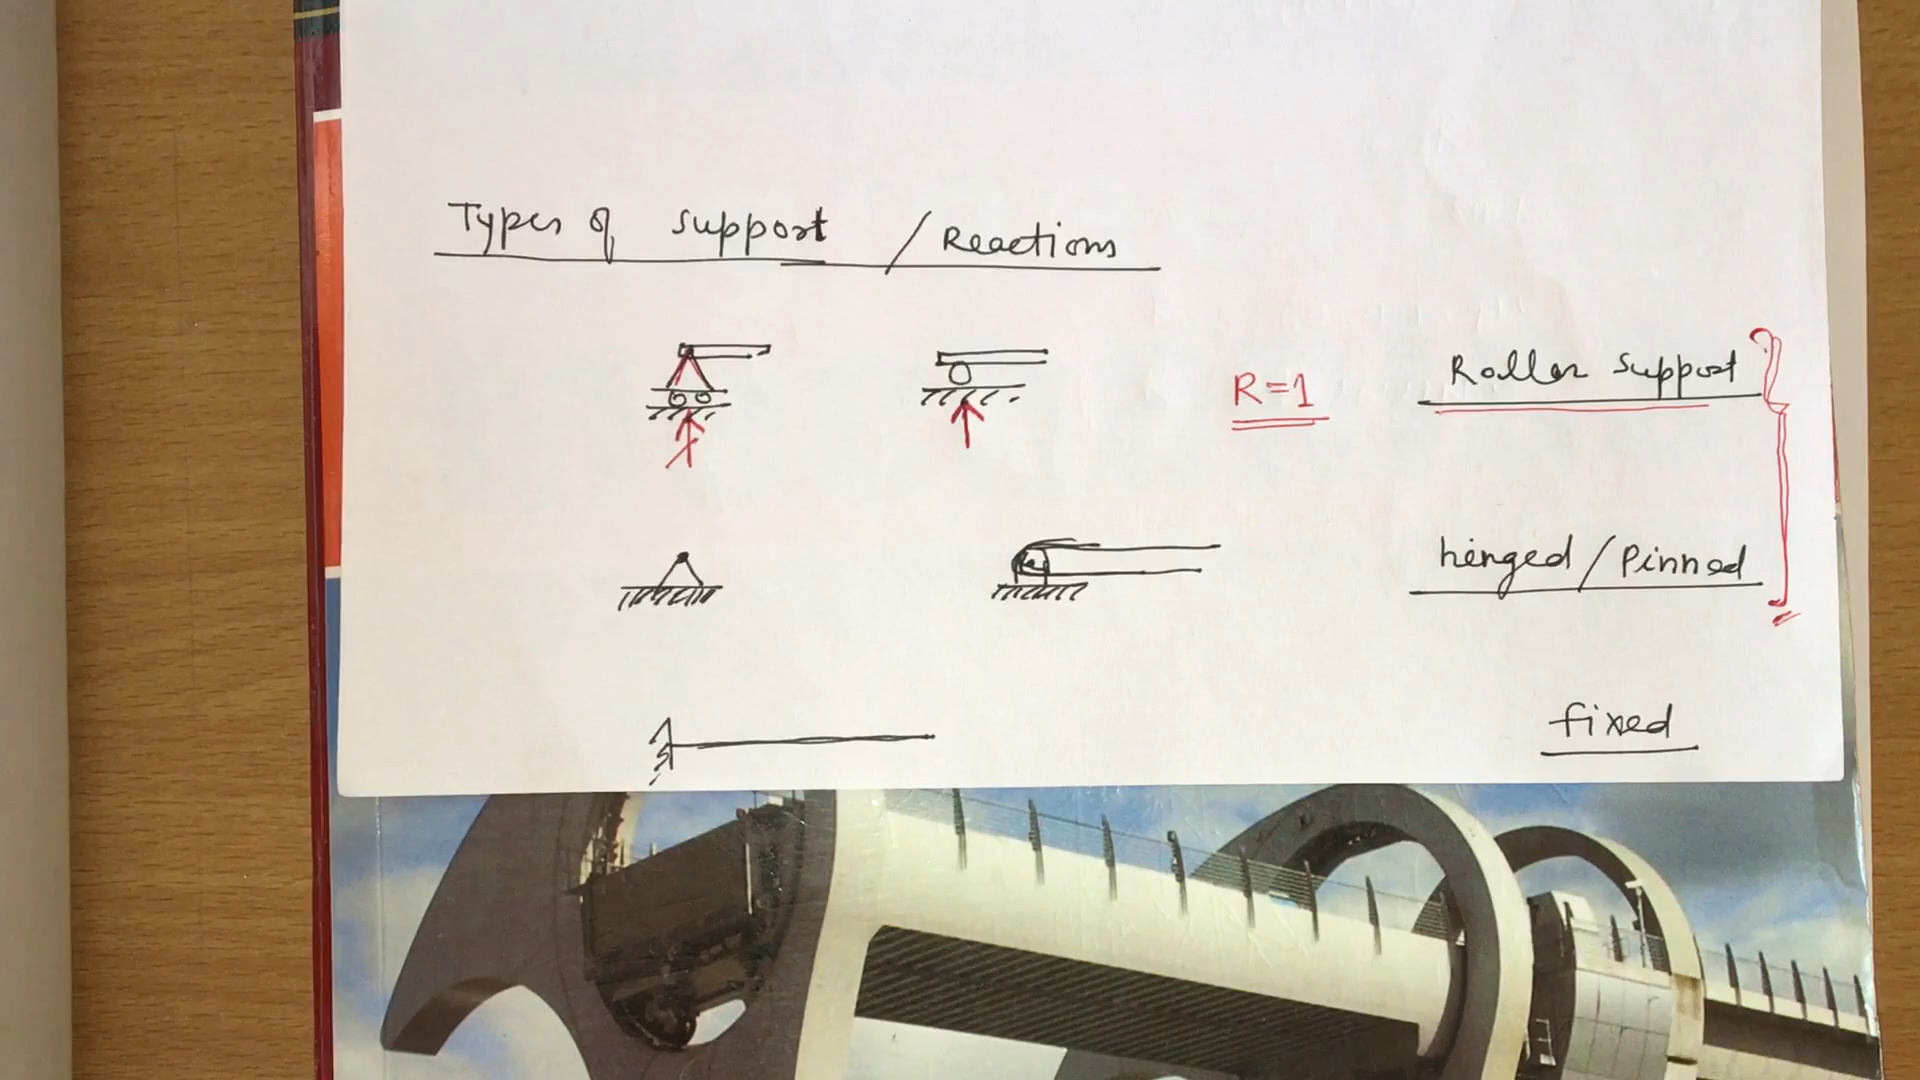 Types of support / Reactions
R=1 Roller support
hinged / Pinned
fixed